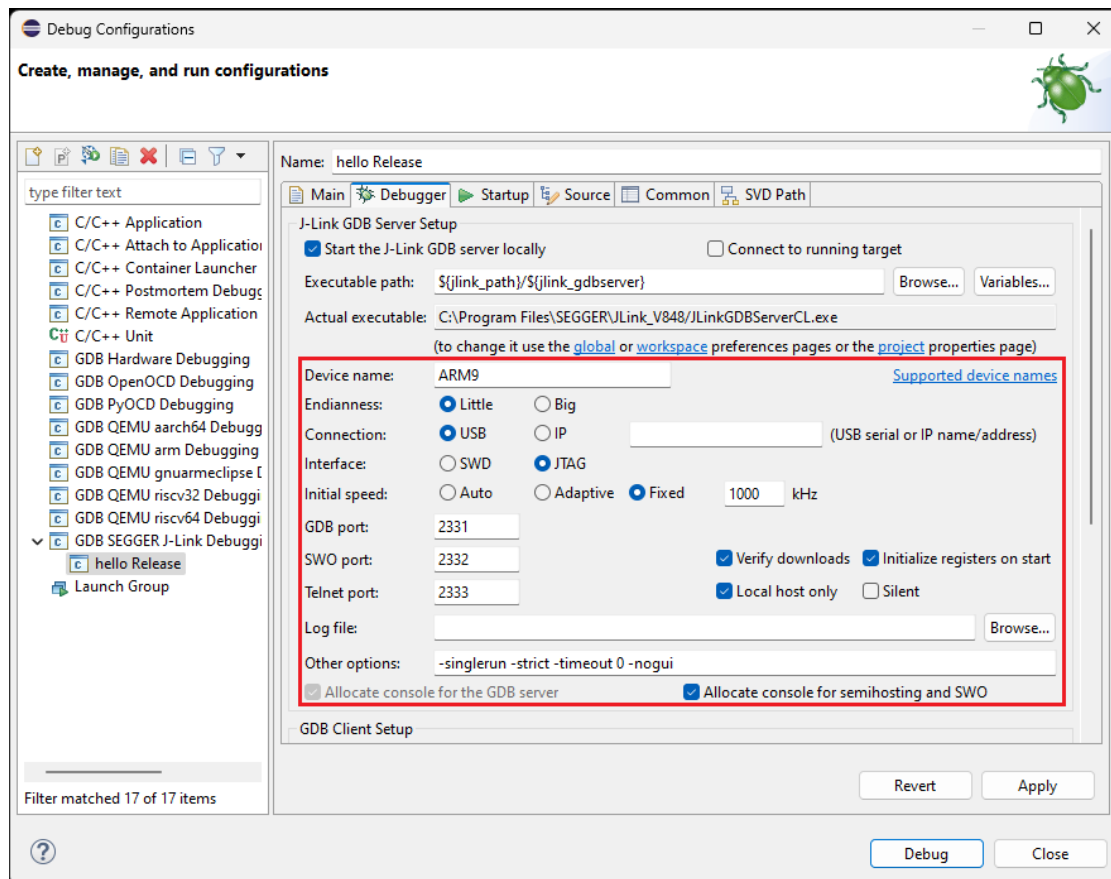 Debug Configurations
Create, manage, and run configurations
type filter text
C/C++ Application
C/C++ Attach to Application
C/C++ Container Launcher
C/C++ Postmortem Debugg
C/C++ Remote Application
C/C++ Unit
GDB Hardware Debugging
GDB OpenOCD Debugging
GDB PyOCD Debugging
GDB QEMU aarch64 Debugg
GDB QEMU arm Debugging
GDB QEMU gnuarmeclipse D
GDB QEMU riscv32 Debuggi
GDB QEMU riscv64 Debuggi
GDB SEGGER J-Link Debuggi
hello Release
Launch Group
Filter matched 17 of 17 items
Name: hello Release
Main Debugger Startup Source Common SVD Path
J-Link GDB Server Setup
Start the J-Link GDB server locally Connect to running target
Executable path: ${jlink_path}/${jlink_gdbserver} Browse... Variables...
Actual executable: C:\Program Files\SEGGER\JLink_V848/JLinkGDBServerCL.exe
(to change it use the global or workspace preferences pages or the project properties page)
Device name: ARM9 Supported device names
Endianness: Little Big
Connection: USB IP (USB serial or IP name/address)
Interface: SWD JTAG
Initial speed: Auto Adaptive Fixed 1000 kHz
GDB port: 2331
SWO port: 2332 Verify downloads Initialize registers on start
Telnet port: 2333 Local host only Silent
Log file: Browse...
Other options: -singlerun -strict -timeout 0 -nogui
Allocate console for the GDB server Allocate console for semihosting and SWO
GDB Client Setup
Revert Apply
Debug Close